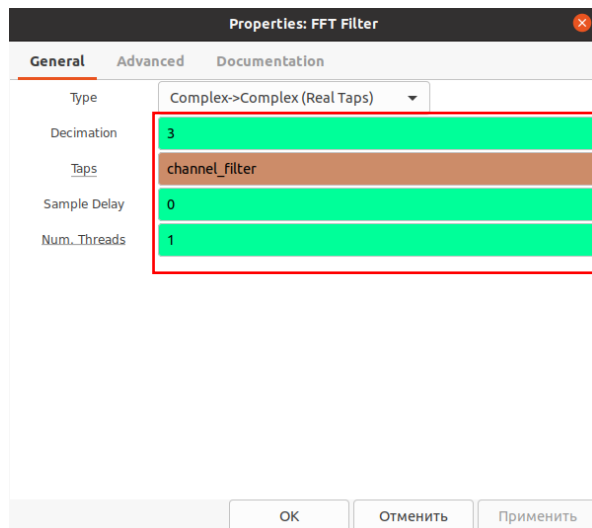 Properties: FFT Filter
General Advanced Documentation
Type Complex->Complex (Real Taps)
Decimation 3
Taps channel_filter
Sample Delay 0
Num. Threads 1
OK Отменить Применить